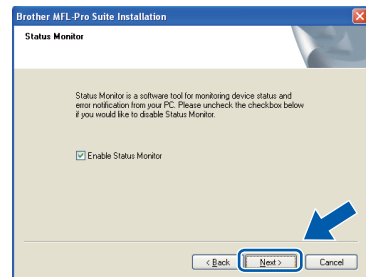 Brother MFL-Pro Suite Installation
Status Monitor
Status Monitor is a software tool for monitoring device status and
error notification from your PC. Please uncheck the checkbox below
if you would like to disable Status Monitor.
Enable Status Monitor
< Back
Next >
Cancel